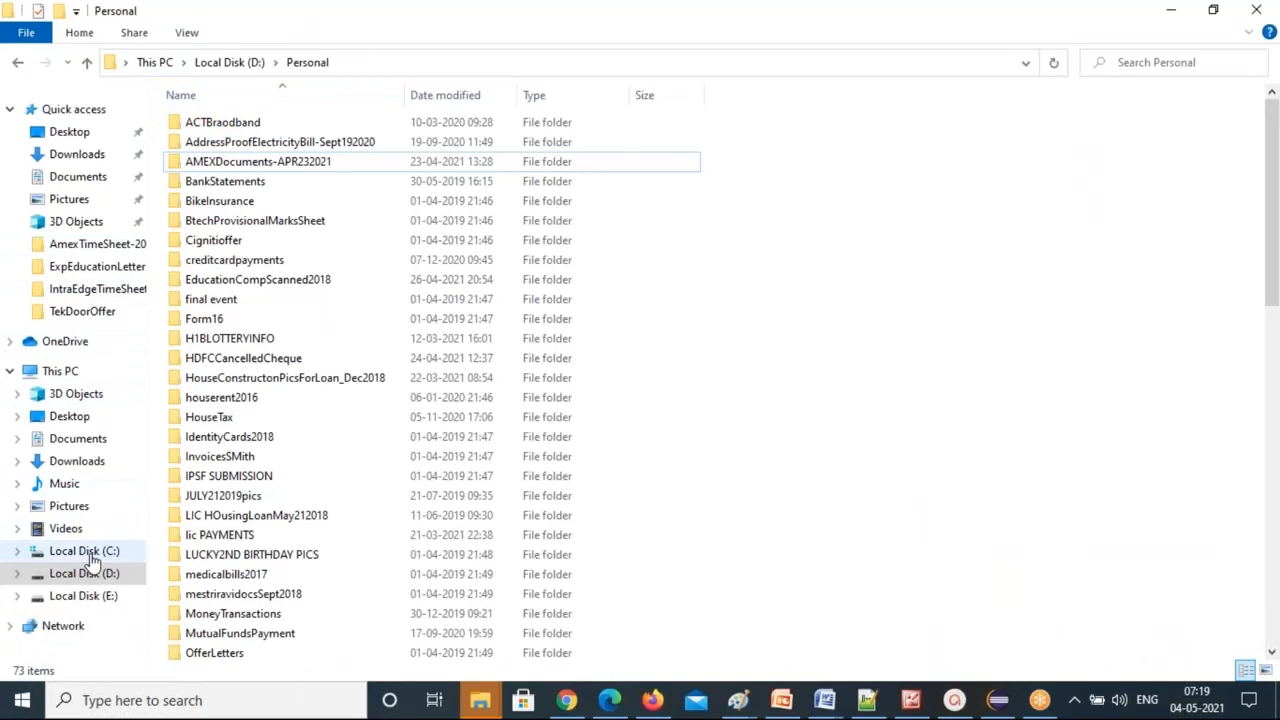 Personal
File Home Share View
This PC Local Disk (D:) Personal Search Personal
Name Date modified Type Size
Quick access
Desktop
Downloads
Documents
Pictures
3D Objects
AmexTimeSheet-20
ExpEducationLetter
IntraEdgeTimeSheet
TekDoorOffer
OneDrive
This PC
3D Objects
Desktop
Documents
Downloads
Music
Pictures
Videos
Local Disk (C:)
Local Disk (D:)
Local Disk (E:)
Network
ACTBraodband 10-03-2020 09:28 File folder
AddressProofElectricityBill-Sept192020 19-09-2020 11:49 File folder
AMEXDocuments-APR232021 23-04-2021 13:28 File folder
BankStatements 30-05-2019 16:15 File folder
BikeInsurance 01-04-2019 21:46 File folder
BtechProvisionalMarksSheet 01-04-2019 21:46 File folder
Cignitioffer 01-04-2019 21:46 File folder
creditcardpayments 07-12-2020 09:45 File folder
EducationCompScanned2018 26-04-2021 20:54 File folder
final event 01-04-2019 21:47 File folder
Form16 01-04-2019 21:47 File folder
H1BLOTTERYINFO 12-03-2021 16:01 File folder
HDFCCancelledCheque 24-04-2021 12:37 File folder
HouseConstructonPicsForLoan_Dec2018 22-03-2021 08:54 File folder
houserent2016 06-01-2020 21:46 File folder
HouseTax 05-11-2020 17:06 File folder
IdentityCards2018 01-04-2019 21:47 File folder
InvoicesSMith 01-04-2019 21:47 File folder
IPSF SUBMISSION 01-04-2019 21:47 File folder
JULY212019pics 21-07-2019 09:35 File folder
LIC HOusingLoanMay212018 11-06-2019 09:30 File folder
lic PAYMENTS 21-03-2021 22:38 File folder
LUCKY2ND BIRTHDAY PICS 01-04-2019 21:48 File folder
medicalbills2017 01-04-2019 21:49 File folder
mestriravidocsSept2018 01-04-2019 21:49 File folder
MoneyTransactions 30-12-2019 09:21 File folder
MutualFundsPayment 17-09-2020 19:59 File folder
OfferLetters 01-04-2019 21:49 File folder
73 items
Type here to search ENG 07:19
04-05-2021